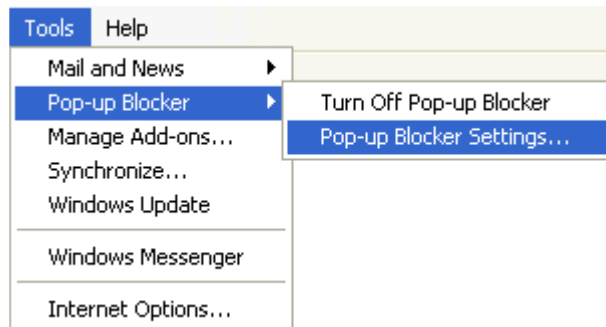 Tools Help
Mail and News
Pop-up Blocker
Turn Off Pop-up Blocker
Manage Add-ons...
Pop-up Blocker Settings...
Synchronize...
Windows Update
Windows Messenger
Internet Options...